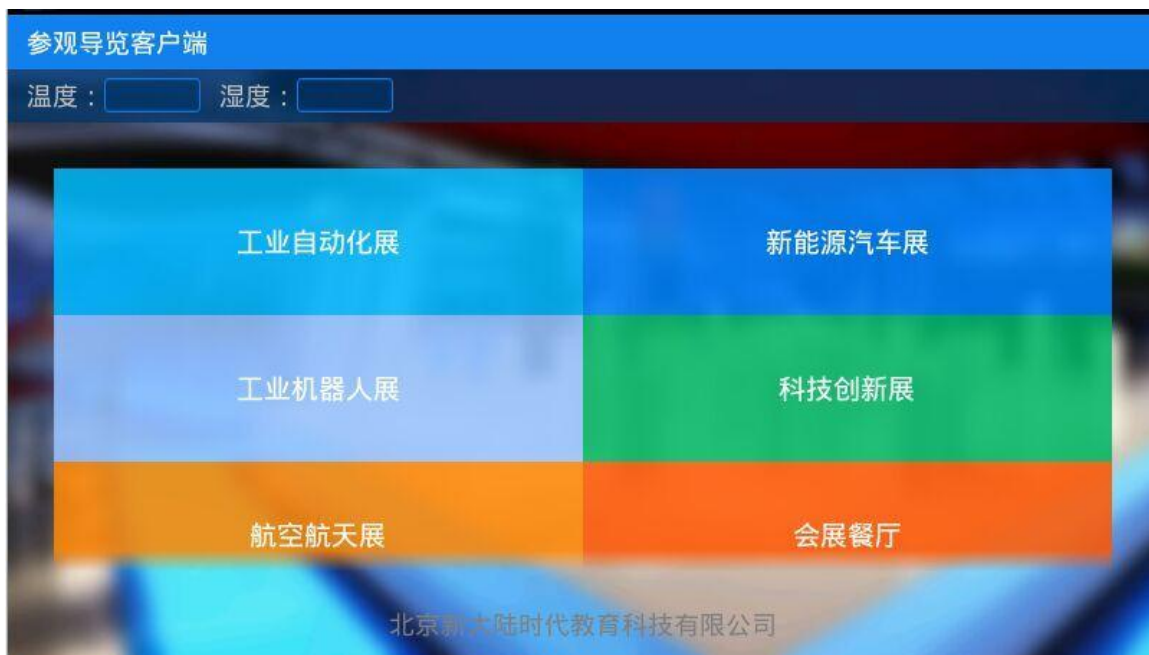 参观导览客户端
温度： 湿度：
工业自动化展 新能源汽车展
工业机器人展 科技创新展
航空航天展 会展餐厅
北京新大陆时代教育科技有限公司